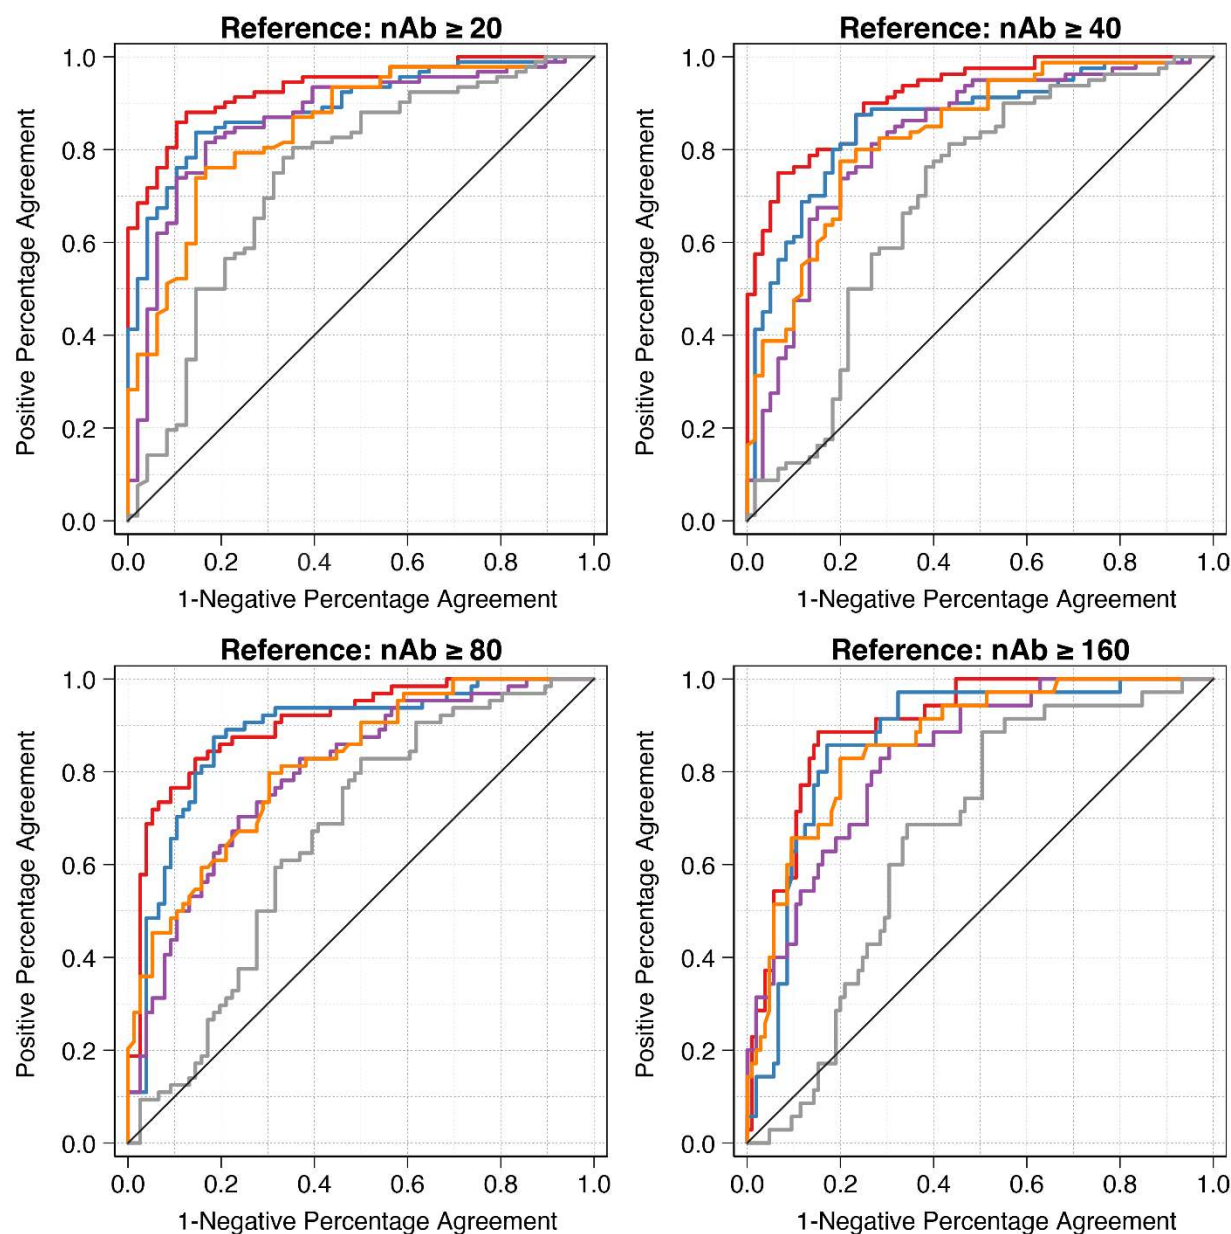 Reference: nAb ≥ 20
1.0
0.8
0.6
0.4
0.2
0.0
Positive Percentage Agreement
0.0 0.2 0.4 0.6 0.8 1.0
1-Negative Percentage Agreement
Reference: nAb ≥ 40
1.0
0.8
0.6
0.4
0.2
0.0
Positive Percentage Agreement
0.0 0.2 0.4 0.6 0.8 1.0
1-Negative Percentage Agreement
Reference: nAb ≥ 80
1.0
0.8
0.6
0.4
0.2
0.0
Positive Percentage Agreement
0.0 0.2 0.4 0.6 0.8 1.0
1-Negative Percentage Agreement
Reference: nAb ≥ 160
1.0
0.8
0.6
0.4
0.2
0.0
Positive Percentage Agreement
0.0 0.2 0.4 0.6 0.8 1.0
1-Negative Percentage Agreement